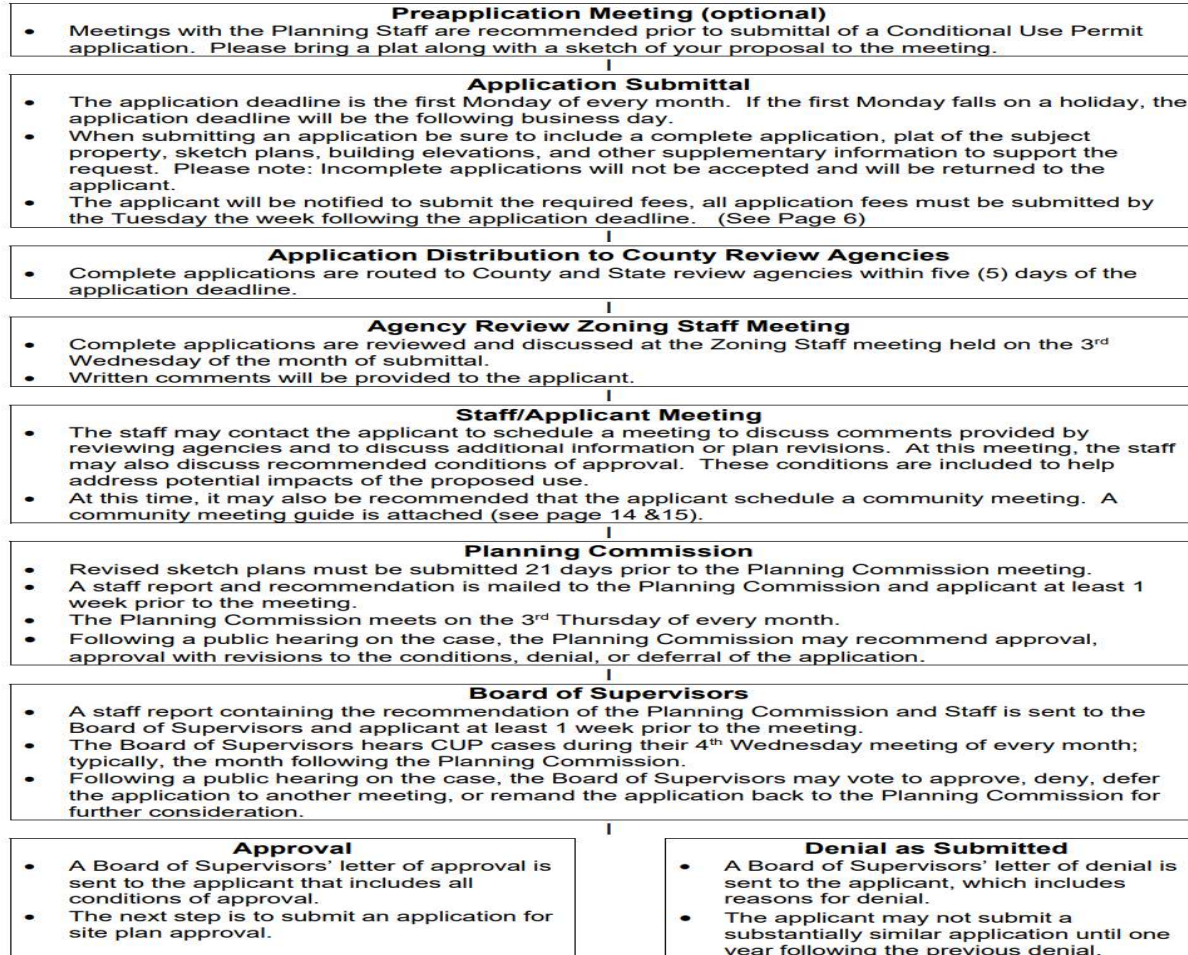 Preapplication Meeting (optional)
• Meetings with the Planning Staff are recommended prior to submittal of a Conditional Use Permit
application. Please bring a plat along with a sketch of your proposal to the meeting.
Application Submittal
• The application deadline is the first Monday of every month. If the first Monday falls on a holiday, the
application deadline will be the following business day.
• When submitting an application be sure to include a complete application, plat of the subject
property, sketch plans, building elevations, and other supplementary information to support the
request. Please note: Incomplete applications will not be accepted and will be returned to the
applicant.
• The applicant will be notified to submit the required fees, all application fees must be submitted by
the Tuesday the week following the application deadline. (See Page 6)
Application Distribution to County Review Agencies
• Complete applications are routed to County and State review agencies within five (5) days of the
application deadline.
Agency Review Zoning Staff Meeting
• Complete applications are reviewed and discussed at the Zoning Staff meeting held on the 3rd
Wednesday of the month of submittal.
• Written comments will be provided to the applicant.
Staff/Applicant Meeting
• The staff may contact the applicant to schedule a meeting to discuss comments provided by
reviewing agencies and to discuss additional information or plan revisions. At this meeting, the staff
may also discuss recommended conditions of approval. These conditions are included to help
address potential impacts of the proposed use.
• At this time, it may also be recommended that the applicant schedule a community meeting. A
community meeting guide is attached (see page 14 &15).
Planning Commission
• Revised sketch plans must be submitted 21 days prior to the Planning Commission meeting.
• A staff report and recommendation is mailed to the Planning Commission and applicant at least 1
week prior to the meeting.
• The Planning Commission meets on the 3rd Thursday of every month.
• Following a public hearing on the case, the Planning Commission may recommend approval,
approval with revisions to the conditions, denial, or deferral of the application.
Board of Supervisors
• A staff report containing the recommendation of the Planning Commission and Staff is sent to the
Board of Supervisors and applicant at least 1 week prior to the meeting.
• The Board of Supervisors hears CUP cases during their 4th Wednesday meeting of every month;
typically, the month following the Planning Commission.
• Following a public hearing on the case, the Board of Supervisors may vote to approve, deny, defer
the application to another meeting, or remand the application back to the Planning Commission for
further consideration.
Approval
• A Board of Supervisors' letter of approval is
sent to the applicant that includes all
conditions of approval.
• The next step is to submit an application for
site plan approval.
Denial as Submitted
• A Board of Supervisors' letter of denial is
sent to the applicant, which includes
reasons for denial.
• The applicant may not submit a
substantially similar application until one
year following the previous denial.